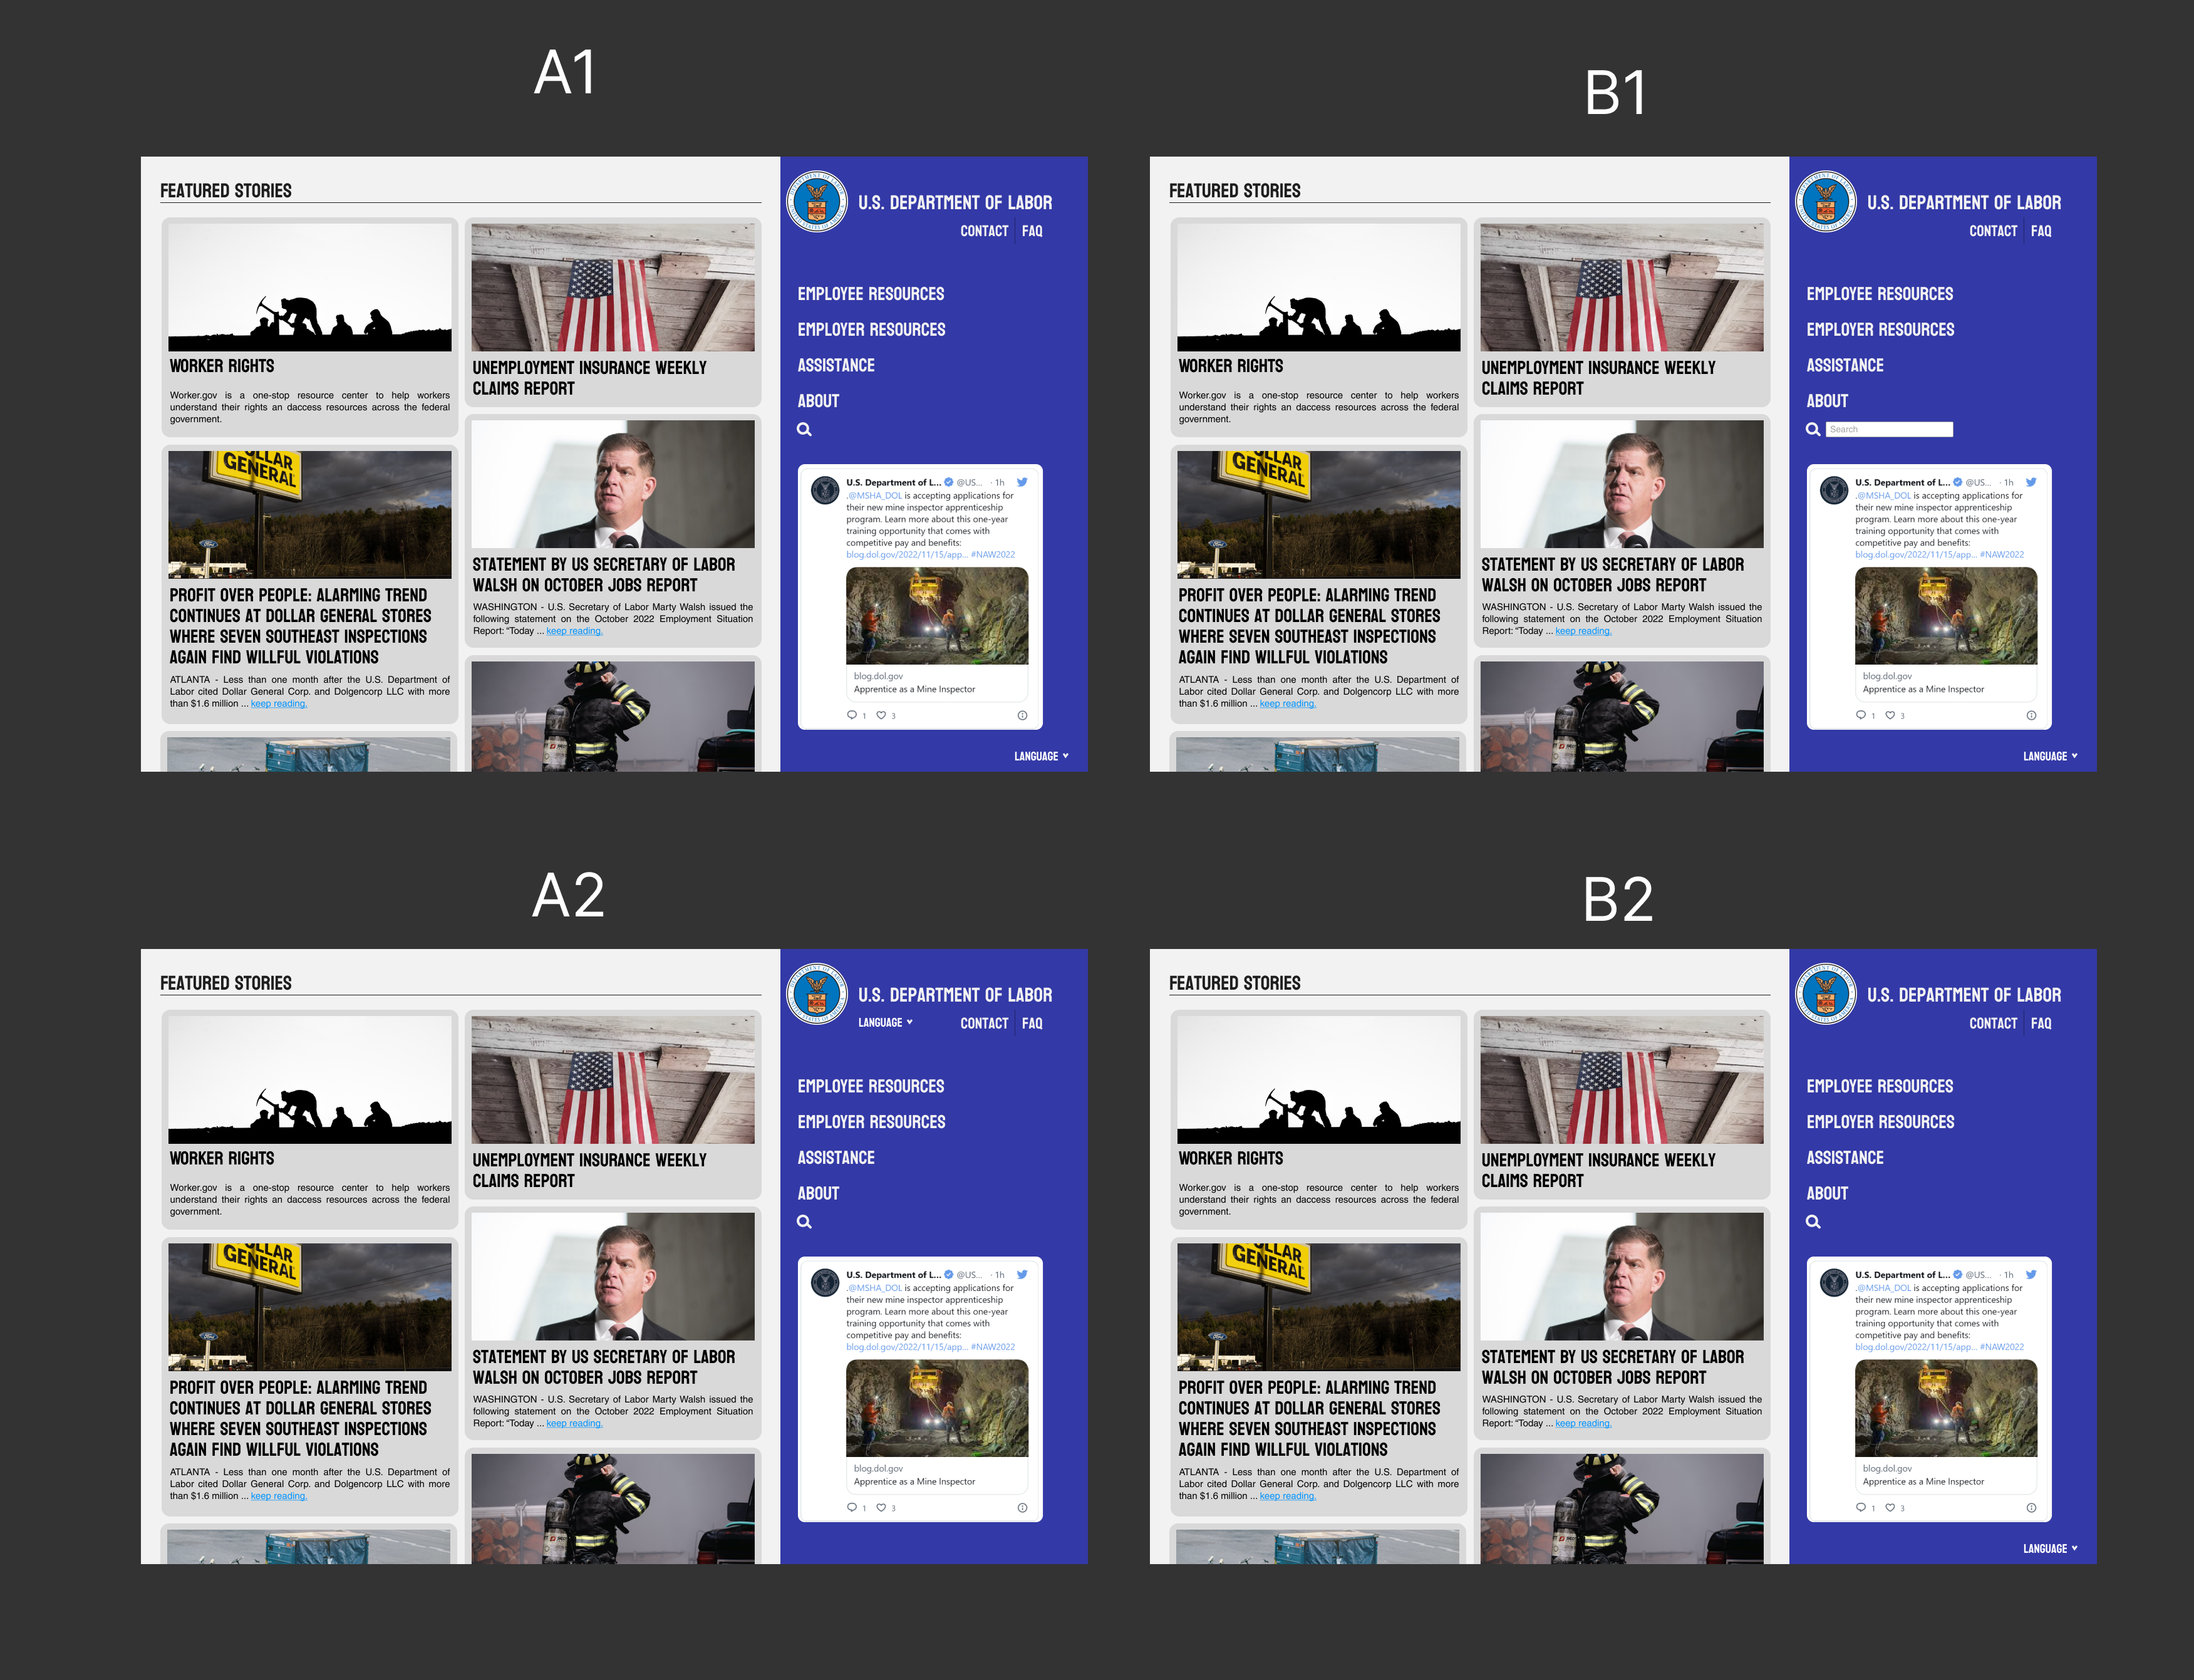 A1
FEATURED STORIES
WORKER RIGHTS
Worker.gov is a one-stop resource center to help workers
understand their rights an daccess resources across the federal
government.
DOLLAR
GENERAL
Ford
PROFIT OVER PEOPLE: ALARMING TREND
CONTINUES AT DOLLAR GENERAL STORES
WHERE SEVEN SOUTHEAST INSPECTIONS
AGAIN FIND WILLFUL VIOLATIONS
ATLANTA - Less than one month after the U.S. Department of
Labor cited Dollar General Corp. and Dolgencorp LLC with more
than $1.6 million ... keep reading.
UNEMPLOYMENT INSURANCE WEEKLY
CLAIMS REPORT
STATEMENT BY US SECRETARY OF LABOR
WALSH ON OCTOBER JOBS REPORT
WASHINGTON - U.S. Secretary of Labor Marty Walsh issued the
following statement on the October 2022 Employment Situation
Report: "Today ... keep reading.
U.S. DEPARTMENT OF LABOR
CONTACT FAQ
EMPLOYEE RESOURCES
EMPLOYER RESOURCES
ASSISTANCE
ABOUT
U.S. Department of L... @US... · 1h
.@MSHA_DOL is accepting applications for
their new mine inspector apprenticeship
program. Learn more about this one-year
training opportunity that comes with
competitive pay and benefits:
blog.dol.gov/2022/11/15/app... #NAW2022
blog.dol.gov
Apprentice as a Mine Inspector
1 3
LANGUAGE
B1
FEATURED STORIES
WORKER RIGHTS
Worker.gov is a one-stop resource center to help workers
understand their rights an daccess resources across the federal
government.
DOLLAR
GENERAL
Ford
PROFIT OVER PEOPLE: ALARMING TREND
CONTINUES AT DOLLAR GENERAL STORES
WHERE SEVEN SOUTHEAST INSPECTIONS
AGAIN FIND WILLFUL VIOLATIONS
ATLANTA - Less than one month after the U.S. Department of
Labor cited Dollar General Corp. and Dolgencorp LLC with more
than $1.6 million ... keep reading.
UNEMPLOYMENT INSURANCE WEEKLY
CLAIMS REPORT
STATEMENT BY US SECRETARY OF LABOR
WALSH ON OCTOBER JOBS REPORT
WASHINGTON - U.S. Secretary of Labor Marty Walsh issued the
following statement on the October 2022 Employment Situation
Report: "Today ... keep reading.
U.S. DEPARTMENT OF LABOR
CONTACT FAQ
EMPLOYEE RESOURCES
EMPLOYER RESOURCES
ASSISTANCE
ABOUT
Search
U.S. Department of L... @US... · 1h
.@MSHA_DOL is accepting applications for
their new mine inspector apprenticeship
program. Learn more about this one-year
training opportunity that comes with
competitive pay and benefits:
blog.dol.gov/2022/11/15/app... #NAW2022
blog.dol.gov
Apprentice as a Mine Inspector
1 3
LANGUAGE
A2
FEATURED STORIES
WORKER RIGHTS
Worker.gov is a one-stop resource center to help workers
understand their rights an daccess resources across the federal
government.
DOLLAR
GENERAL
Ford
PROFIT OVER PEOPLE: ALARMING TREND
CONTINUES AT DOLLAR GENERAL STORES
WHERE SEVEN SOUTHEAST INSPECTIONS
AGAIN FIND WILLFUL VIOLATIONS
ATLANTA - Less than one month after the U.S. Department of
Labor cited Dollar General Corp. and Dolgencorp LLC with more
than $1.6 million ... keep reading.
UNEMPLOYMENT INSURANCE WEEKLY
CLAIMS REPORT
STATEMENT BY US SECRETARY OF LABOR
WALSH ON OCTOBER JOBS REPORT
WASHINGTON - U.S. Secretary of Labor Marty Walsh issued the
following statement on the October 2022 Employment Situation
Report: "Today ... keep reading.
U.S. DEPARTMENT OF LABOR
LANGUAGE CONTACT FAQ
EMPLOYEE RESOURCES
EMPLOYER RESOURCES
ASSISTANCE
ABOUT
U.S. Department of L... @US... · 1h
.@MSHA_DOL is accepting applications for
their new mine inspector apprenticeship
program. Learn more about this one-year
training opportunity that comes with
competitive pay and benefits:
blog.dol.gov/2022/11/15/app... #NAW2022
blog.dol.gov
Apprentice as a Mine Inspector
1 3
B2
FEATURED STORIES
WORKER RIGHTS
Worker.gov is a one-stop resource center to help workers
understand their rights an daccess resources across the federal
government.
DOLLAR
GENERAL
Ford
PROFIT OVER PEOPLE: ALARMING TREND
CONTINUES AT DOLLAR GENERAL STORES
WHERE SEVEN SOUTHEAST INSPECTIONS
AGAIN FIND WILLFUL VIOLATIONS
ATLANTA - Less than one month after the U.S. Department of
Labor cited Dollar General Corp. and Dolgencorp LLC with more
than $1.6 million ... keep reading.
UNEMPLOYMENT INSURANCE WEEKLY
CLAIMS REPORT
STATEMENT BY US SECRETARY OF LABOR
WALSH ON OCTOBER JOBS REPORT
WASHINGTON - U.S. Secretary of Labor Marty Walsh issued the
following statement on the October 2022 Employment Situation
Report: "Today ... keep reading.
U.S. DEPARTMENT OF LABOR
CONTACT FAQ
EMPLOYEE RESOURCES
EMPLOYER RESOURCES
ASSISTANCE
ABOUT
U.S. Department of L... @US... · 1h
.@MSHA_DOL is accepting applications for
their new mine inspector apprenticeship
program. Learn more about this one-year
training opportunity that comes with
competitive pay and benefits:
blog.dol.gov/2022/11/15/app... #NAW2022
blog.dol.gov
Apprentice as a Mine Inspector
1 3
LANGUAGE